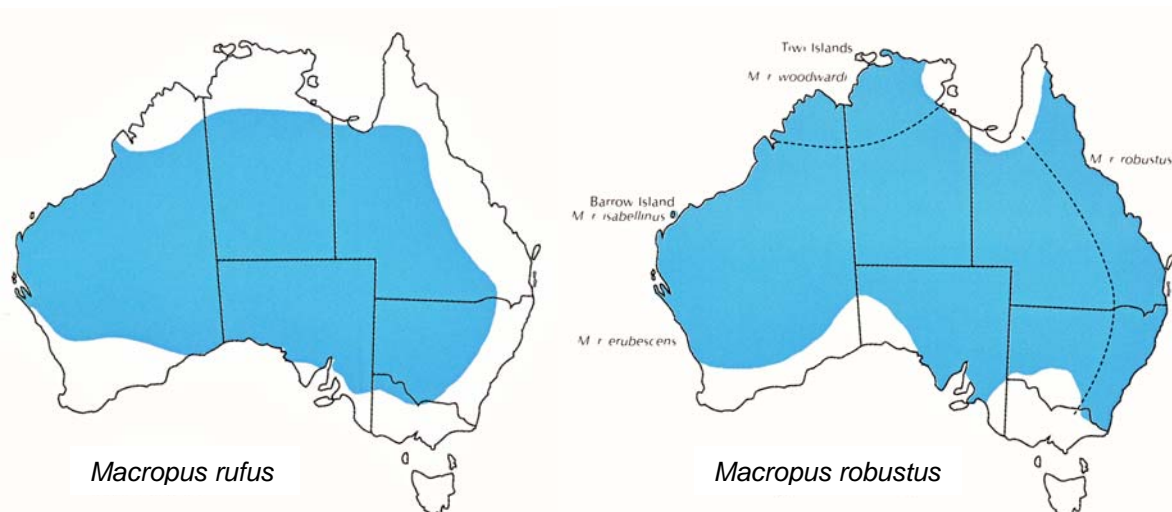 Tiwi Islands
M r woodwardi
M r robustus
Barrow Island
M r isabellinus
M r erubescens
Macropus rufus
Macropus robustus